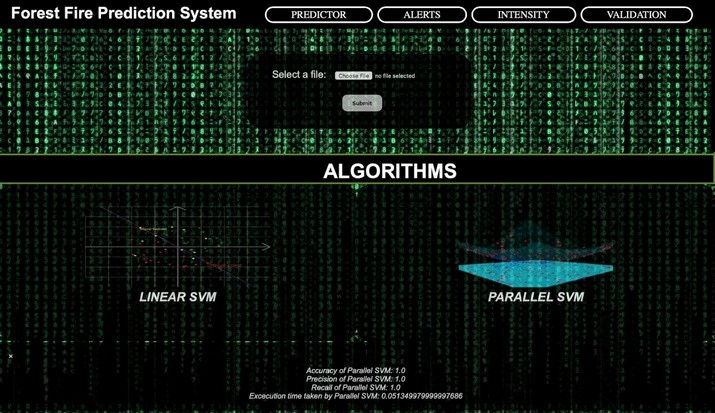 Forest Fire Prediction System
PREDICTOR
ALERTS
INTENSITY
VALIDATION
Select a file: Choose File no file selected
Submit
ALGORITHMS
LINEAR SVM
PARALLEL SVM
×
Accuracy of Parallel SVM: 1.0
Precision of Parallel SVM: 1.0
Recall of Parallel SVM: 1.0
Excecution time taken by Parallel SVM: 0.051349979999997686